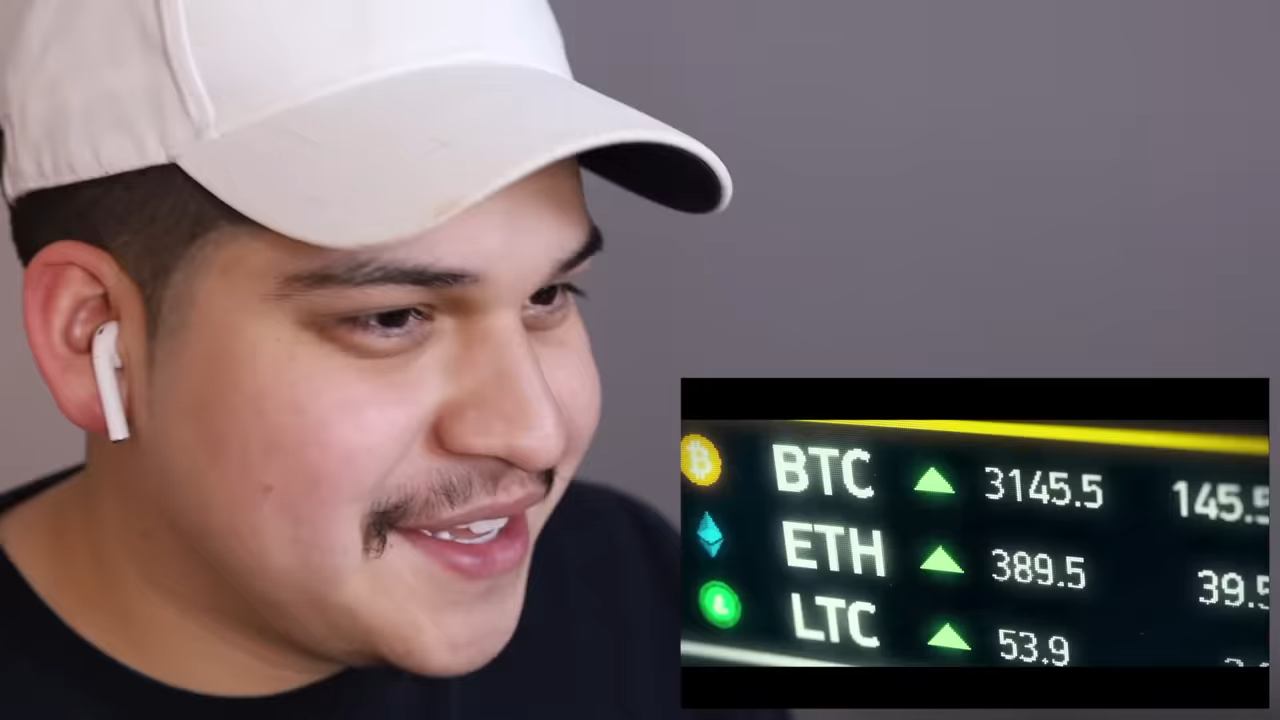 BTC ▲ 3145.5 145.5
ETH ▲ 389.5 39.5
LTC ▲ 53.9